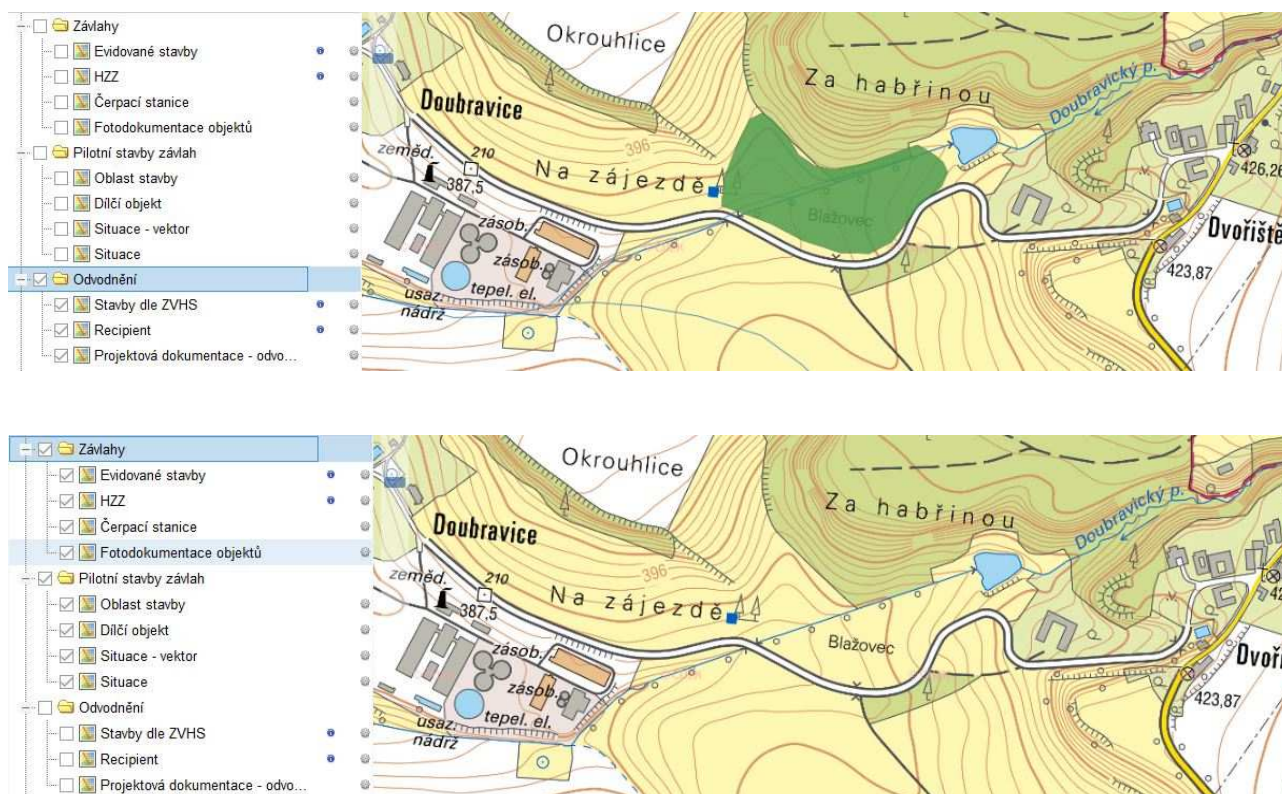 Závlahy
Evidované stavby
HZZ
Čerpací stanice
Fotodokumentace objektů
Pilotní stavby závlah
Oblast stavby
Dílčí objekt
Situace - vektor
Situace
Odvodnění
Stavby dle ZVHS
Recipient
Projektová dokumentace - odvo...
Okrouhlice
Za habřinou
Doubravický p.
Doubravice
396
zeměd.
210
387,5
Na zájezdě
426,26
zásob.
Blažovec
Dvořiště
zásob.
423,87
tepel. el.
usaz.
nádrž
Závlahy
Evidované stavby
HZZ
Čerpací stanice
Fotodokumentace objektů
Pilotní stavby závlah
Oblast stavby
Dílčí objekt
Situace - vektor
Situace
Odvodnění
Stavby dle ZVHS
Recipient
Projektová dokumentace - odvo...
Okrouhlice
Za habřinou
Doubravický p.
Doubravice
396
zeměd.
210
387,5
Na zájezdě
42
zásob.
Blažovec
Dvoři
zásob.
423,87
tepel. el.
usaz.
nádrž